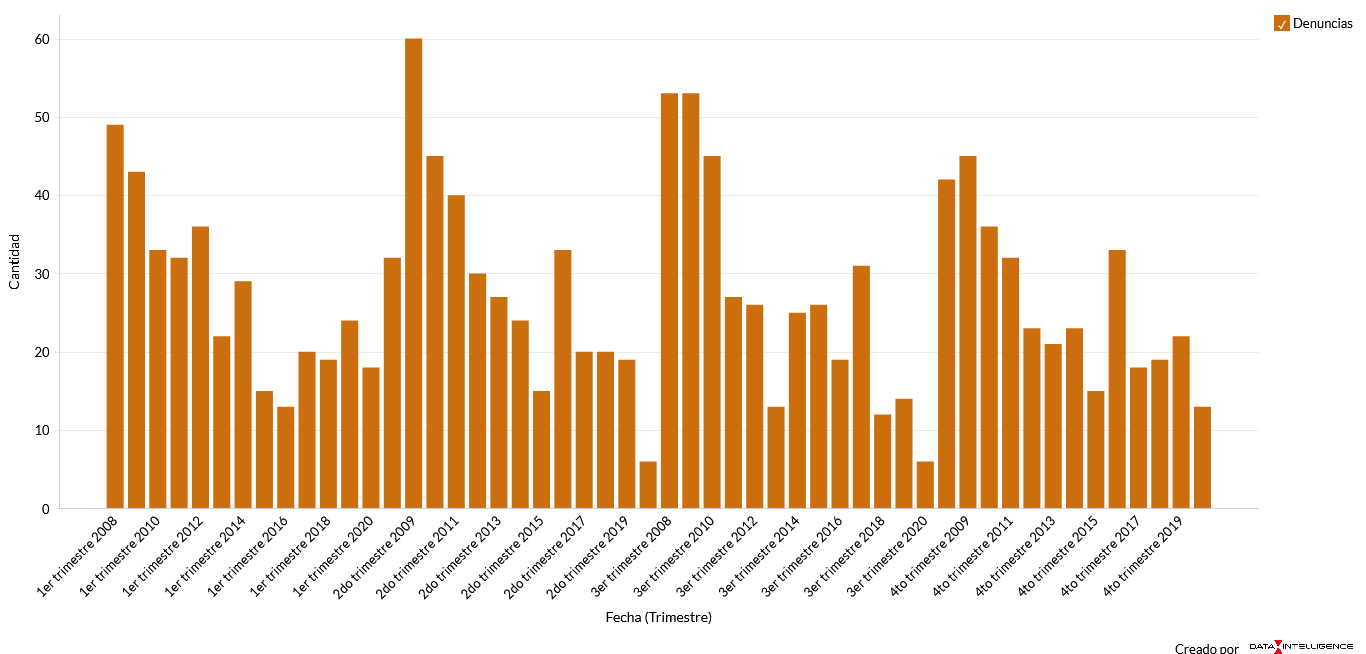 Denuncias
60
50
40
30
20
10
0
Cantidad
1er trimestre 2008
1er trimestre 2010
1er trimestre 2012
1er trimestre 2014
1er trimestre 2016
1er trimestre 2018
1er trimestre 2020
2do trimestre 2009
2do trimestre 2011
2do trimestre 2013
2do trimestre 2015
2do trimestre 2017
2do trimestre 2019
3er trimestre 2008
3er trimestre 2010
3er trimestre 2012
3er trimestre 2014
3er trimestre 2016
3er trimestre 2018
3er trimestre 2020
4to trimestre 2009
4to trimestre 2011
4to trimestre 2013
4to trimestre 2015
4to trimestre 2017
4to trimestre 2019
Fecha (Trimestre)
Creado por DATA INTELLIGENCE